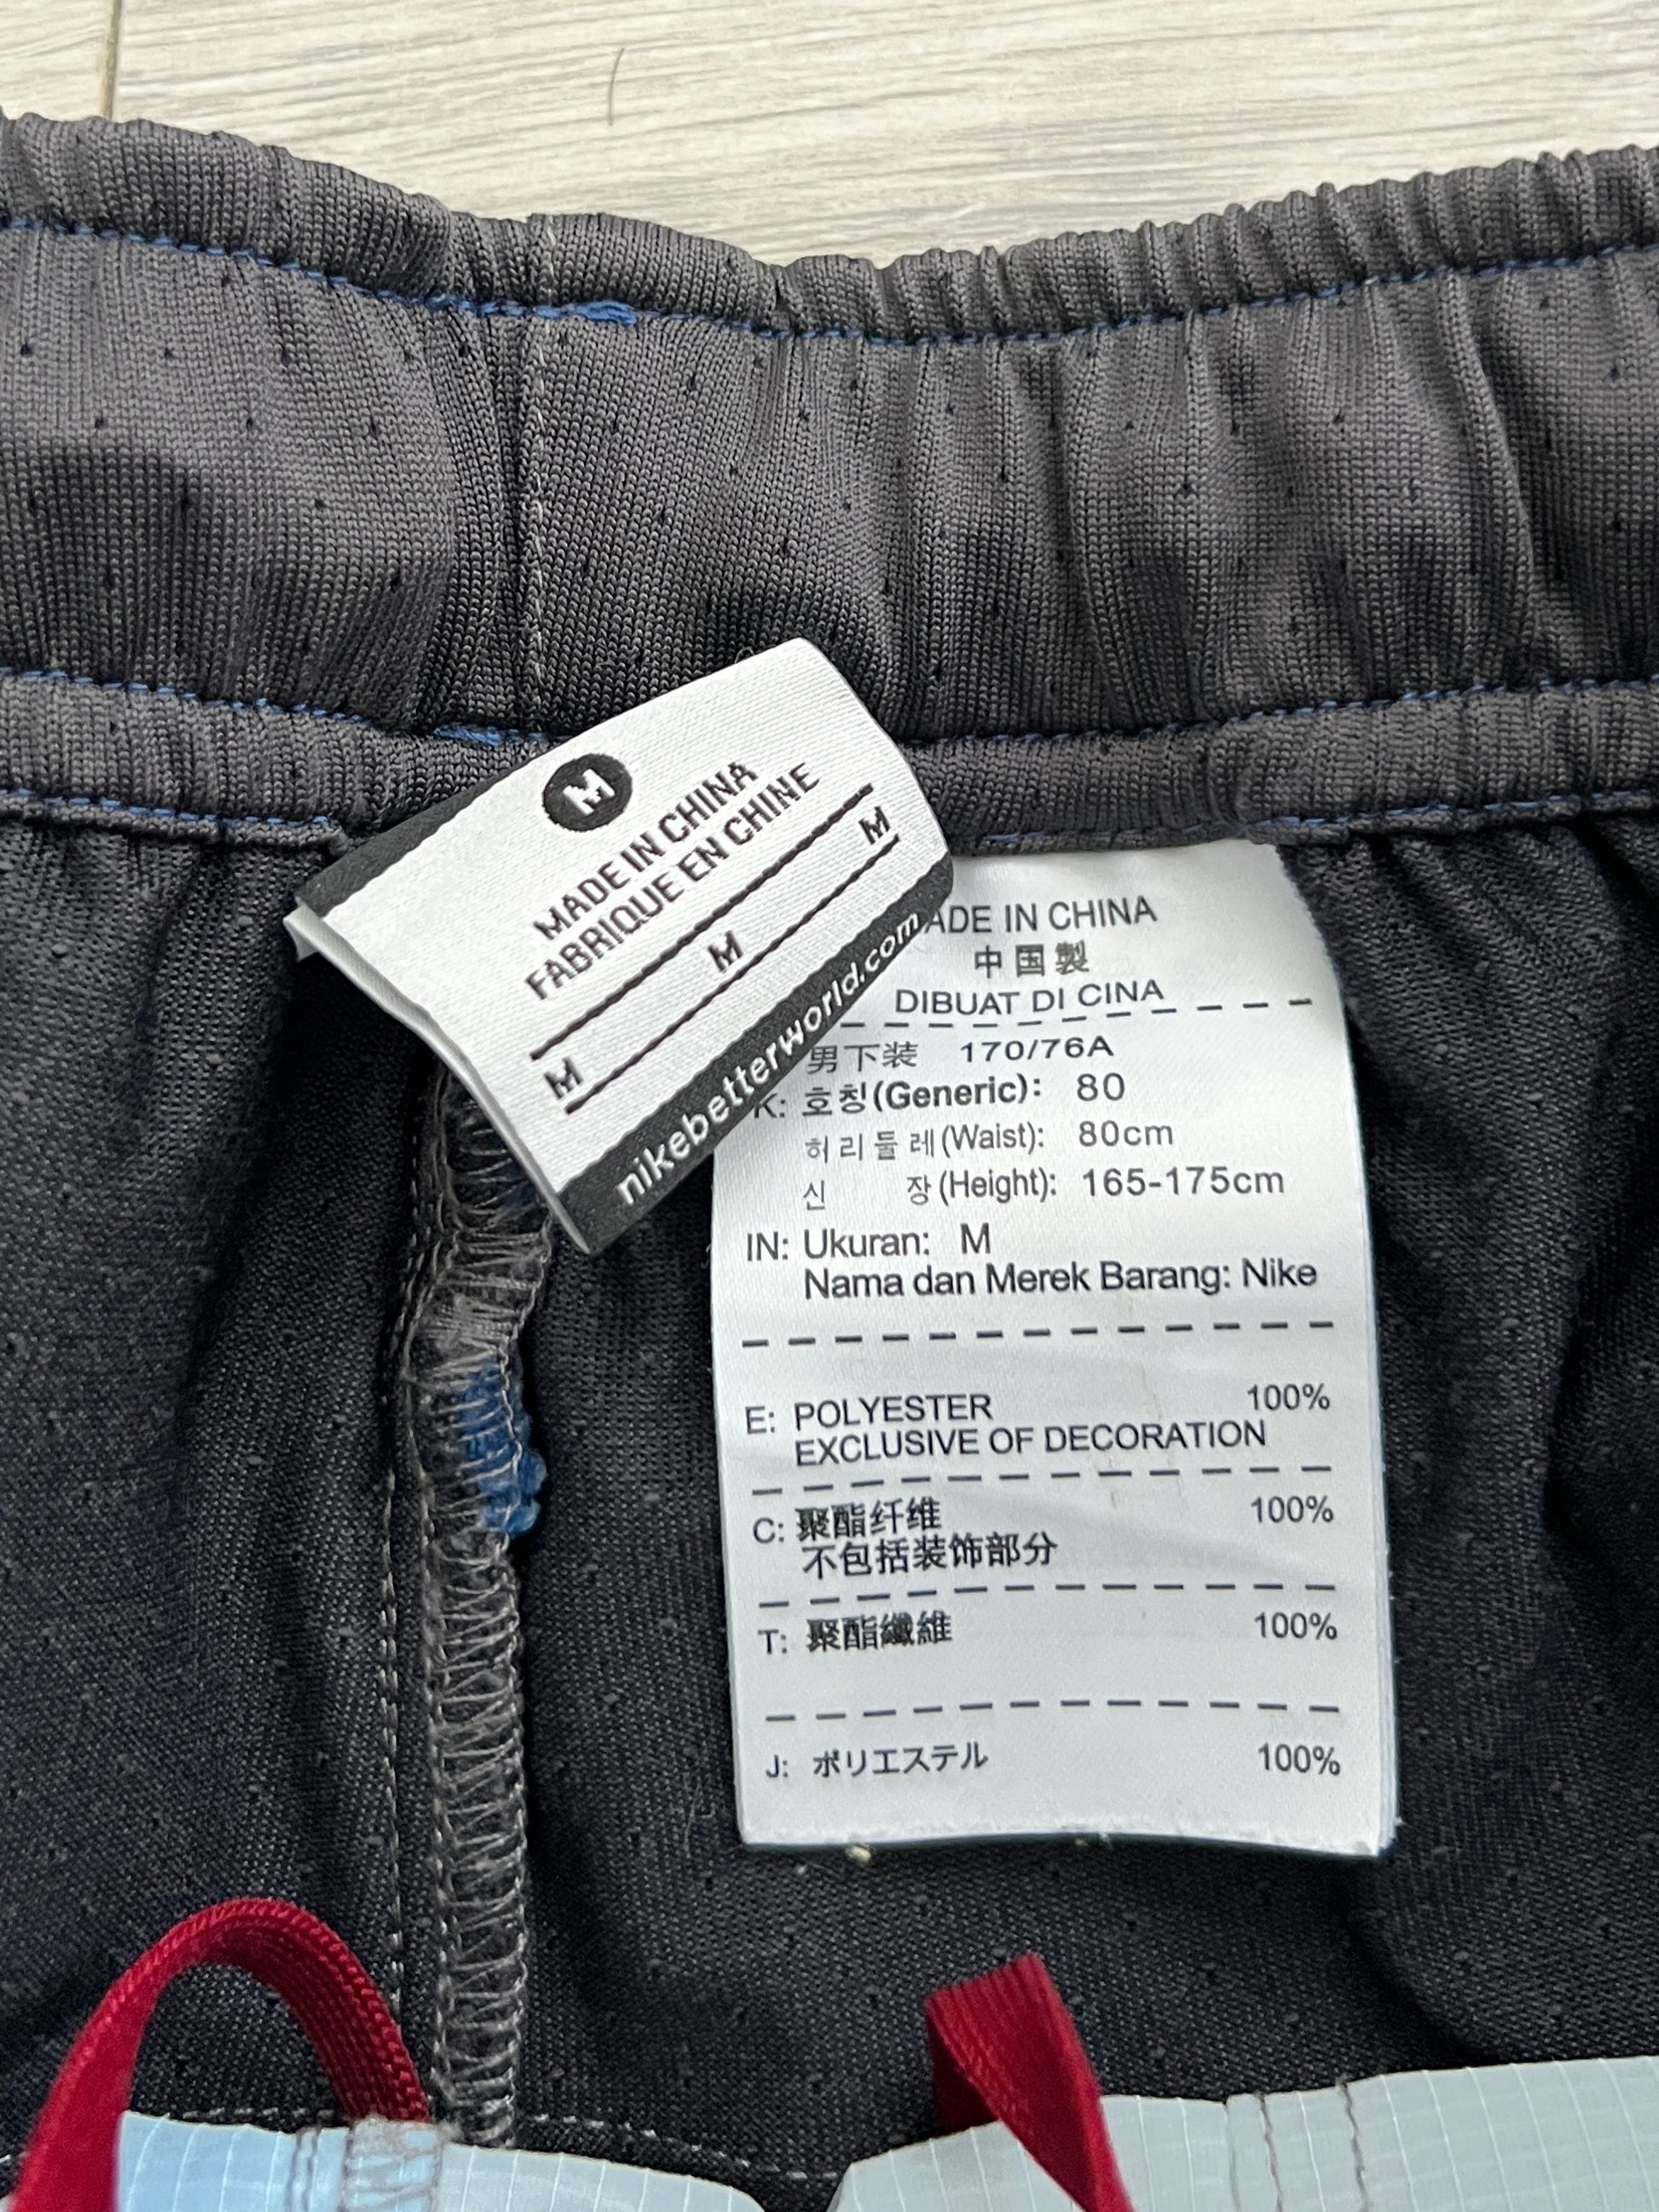 M
MADE IN CHINA
FABRIQUE EN CHINE
M M M
nikebetterworld.com
ADE IN CHINA
中国製
DIBUAT DI CINA
男下装 170/76A
K: 호칭(Generic): 80
허리둘레(Waist): 80cm
신 장(Height): 165-175cm
IN: Ukuran: M
Nama dan Merek Barang: Nike
E: POLYESTER 100%
EXCLUSIVE OF DECORATION
C: 聚酯纤维 100%
不包括装饰部分
T: 聚酯纖維 100%
J: ポリエステル 100%